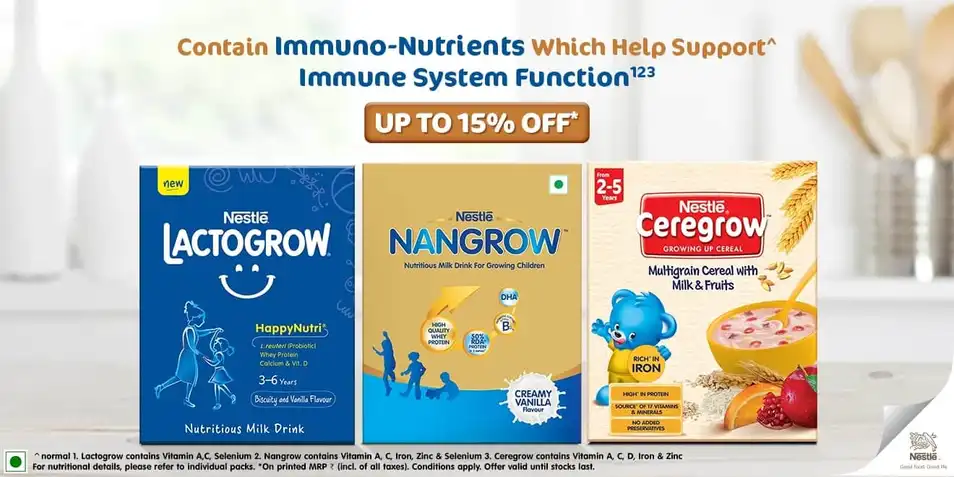 Contain Immuno-Nutrients Which Help Support^
Immune System Function¹²³
UP TO 15% OFF*
new
Nestlé
LACTOGROW
HappyNutri
L. reuteri (Probiotic)
Whey Protein
Calcium & Vit. D
3-6 Years
Biscuity and Vanilla Flavour
Nutritious Milk Drink
Nestlé
NANGROW™
Nutritious Milk Drink For Growing Children
DHA
HIGH
QUALITY
WHEY
PROTEIN
50%
RDA*
PROTEIN
B
CREAMY
VANILLA
Flavour
From
2-5
Years
Nestlé
Ceregrow™
GROWING UP CEREAL
Multigrain Cereal with
Milk & Fruits
RICH* IN
IRON
HIGH* IN PROTEIN
SOURCE* OF 17 VITAMINS
& MINERALS
NO ADDED
PRESERVATIVES
^ normal 1. Lactogrow contains Vitamin A,C, Selenium 2. Nangrow contains Vitamin A, C, Iron, Zinc & Selenium 3. Ceregrow contains Vitamin A, C, D, Iron & Zinc
For nutritional details, please refer to individual packs. *On printed MRP ₹ (incl. of all taxes). Conditions apply. Offer valid until stocks last.
Nestlé
Good food, Good life